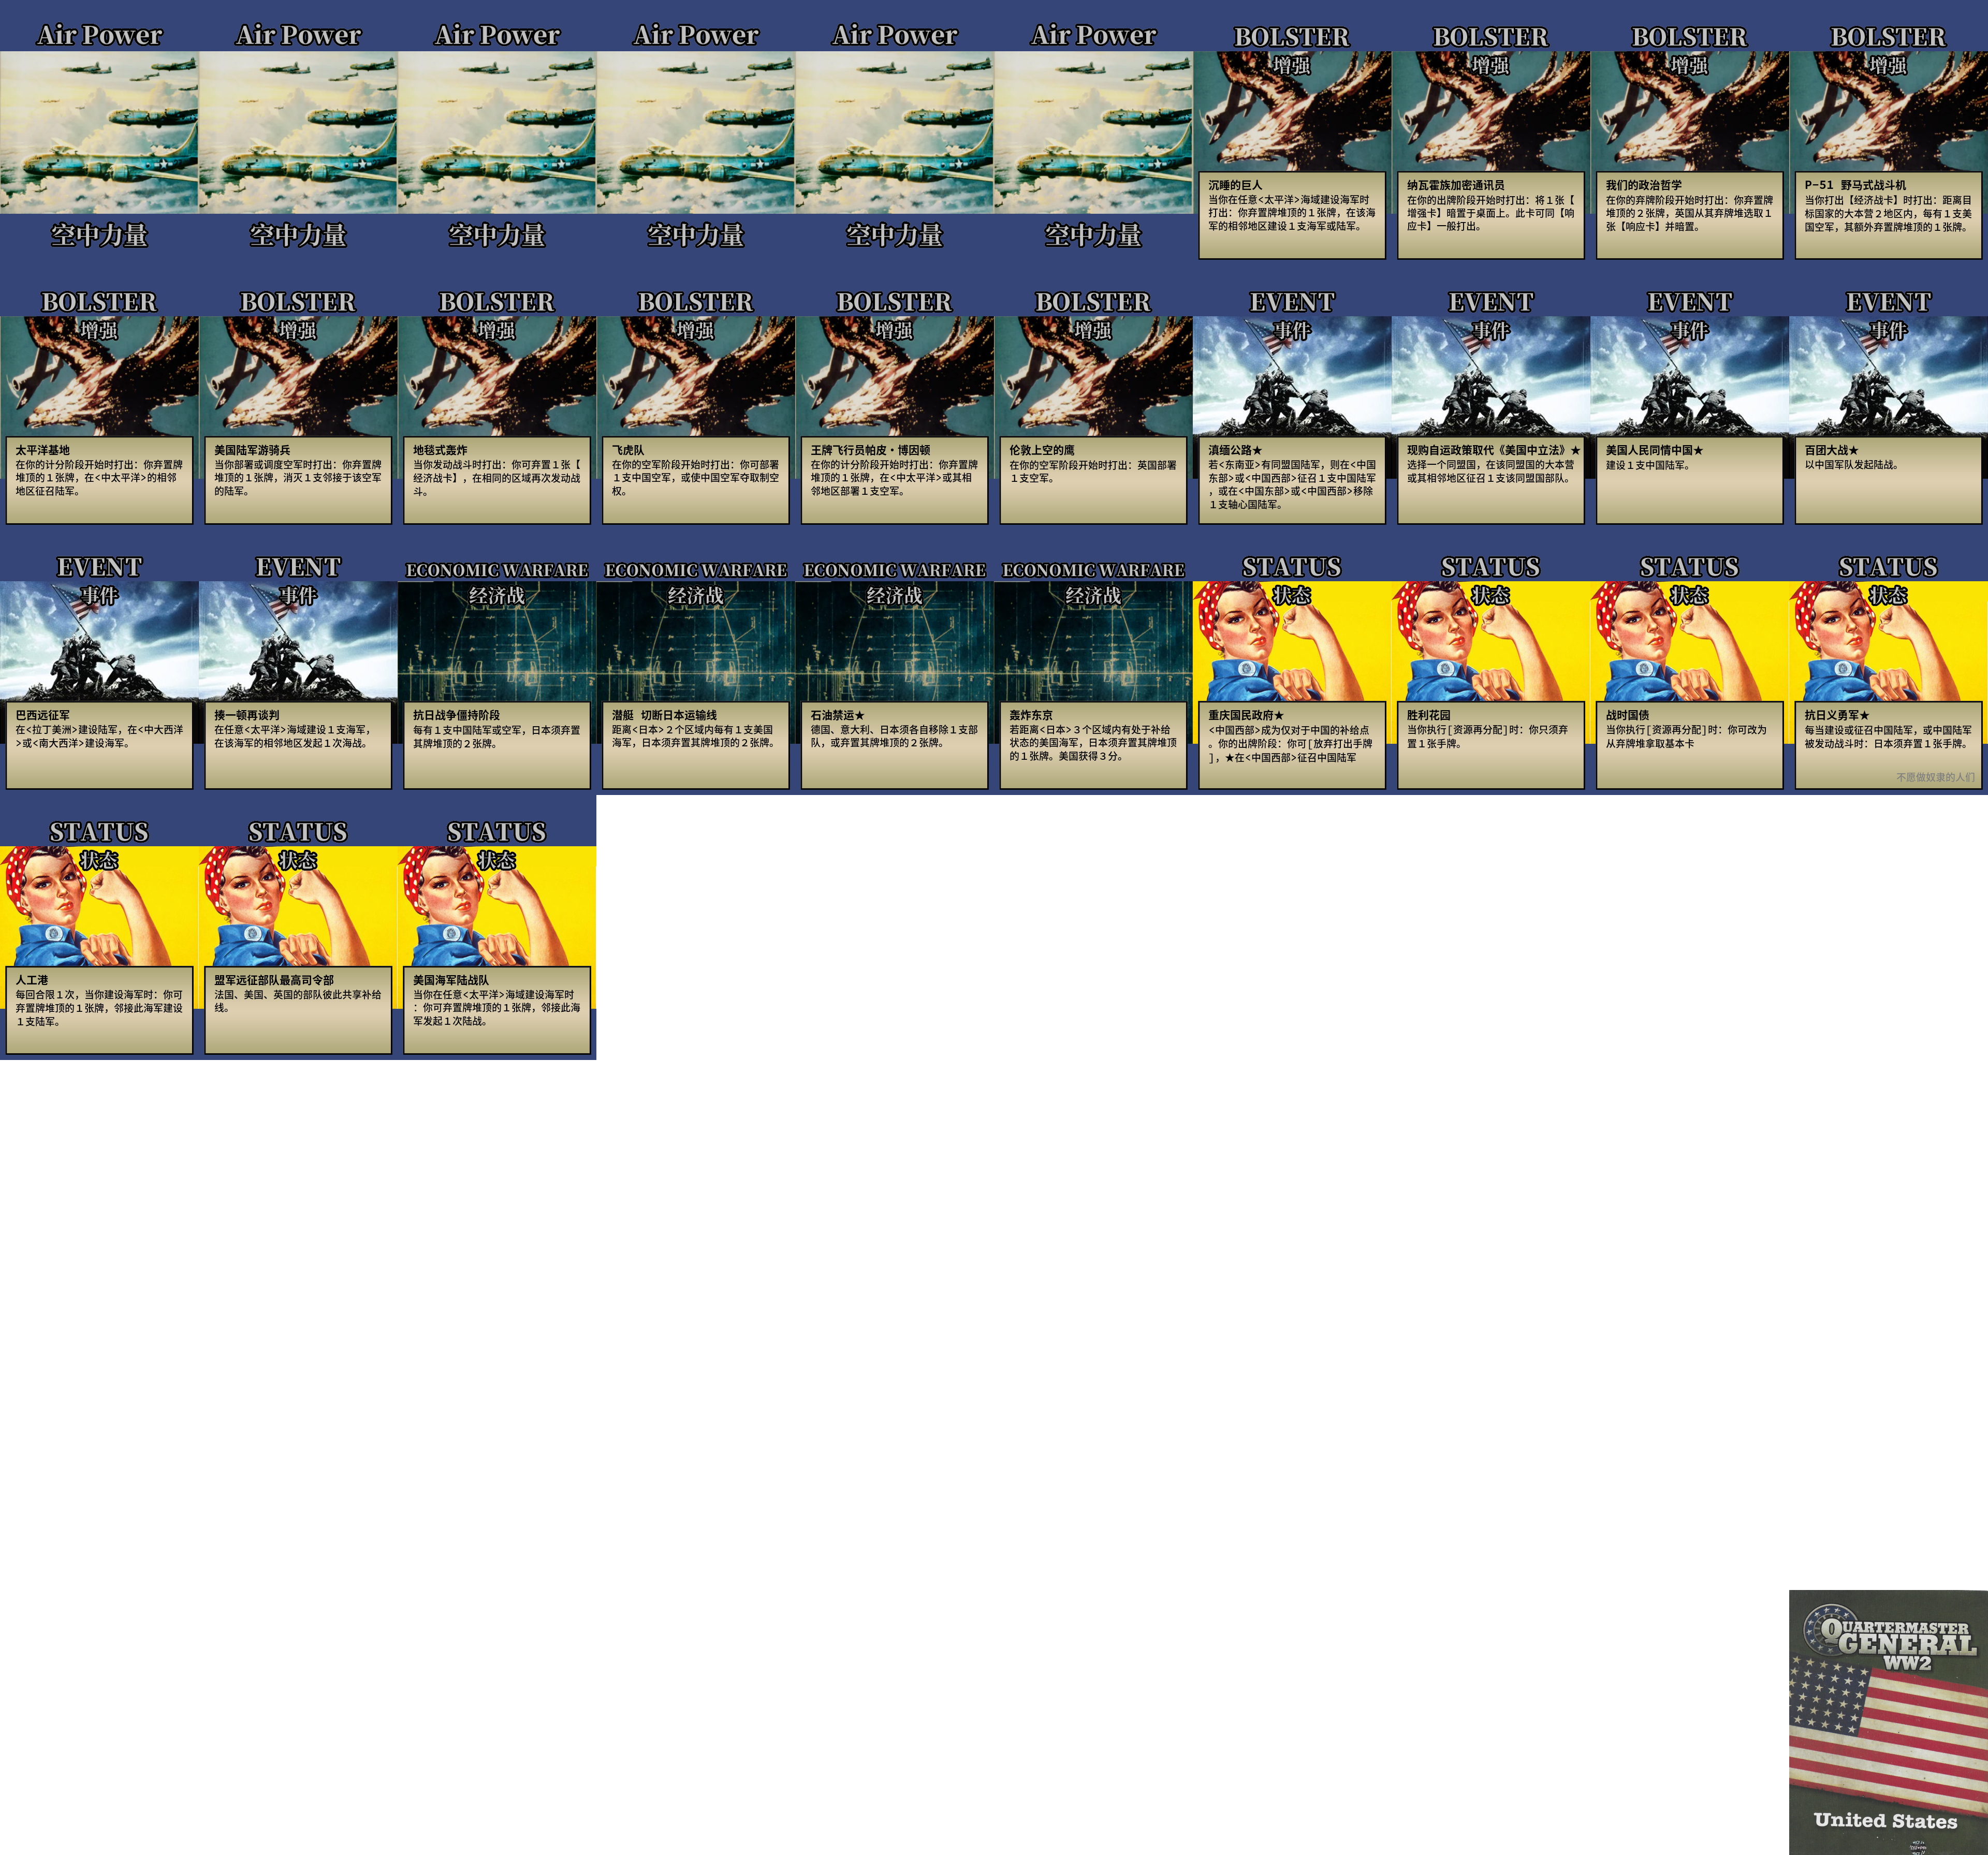 Air Power
空中力量
Air Power
空中力量
Air Power
空中力量
Air Power
空中力量
Air Power
空中力量
Air Power
空中力量
BOLSTER
增强
沉睡的巨人
当你在任意<太平洋>海域建设海军时
打出：你弃置牌堆顶的１张牌，在该海
军的相邻地区建设１支海军或陆军。
BOLSTER
增强
纳瓦霍族加密通讯员
在你的出牌阶段开始时打出：将１张【
增强卡】暗置于桌面上。此卡可同【响
应卡】一般打出。
BOLSTER
增强
我们的政治哲学
在你的弃牌阶段开始时打出：你弃置牌
堆顶的２张牌，英国从其弃牌堆选取１
张【响应卡】并暗置。
BOLSTER
增强
P-51 野马式战斗机
当你打出【经济战卡】时打出：距离目
标国家的大本营２地区内，每有１支美
国空军，其额外弃置牌堆顶的１张牌。
BOLSTER
增强
太平洋基地
在你的计分阶段开始时打出：你弃置牌
堆顶的１张牌，在<中太平洋>的相邻
地区征召陆军。
BOLSTER
增强
美国陆军游骑兵
当你部署或调度空军时打出：你弃置牌
堆顶的１张牌，消灭１支邻接于该空军
的陆军。
BOLSTER
增强
地毯式轰炸
当你发动战斗时打出：你可弃置１张【
经济战卡】，在相同的区域再次发动战
斗。
BOLSTER
增强
飞虎队
在你的空军阶段开始时打出：你可部署
１支中国空军，或使中国空军夺取制空
权。
BOLSTER
增强
王牌飞行员帕皮·博因顿
在你的计分阶段开始时打出：你弃置牌
堆顶的１张牌，在<中太平洋>或其相
邻地区部署１支空军。
BOLSTER
增强
伦敦上空的鹰
在你的空军阶段开始时打出：英国部署
１支空军。
EVENT
事件
滇缅公路★
若<东南亚>有同盟国陆军，则在<中国
东部>或<中国西部>征召１支中国陆军
，或在<中国东部>或<中国西部>移除
１支轴心国陆军。
EVENT
事件
现购自运政策取代《美国中立法》★
选择一个同盟国，在该同盟国的大本营
或其相邻地区征召１支该同盟国部队。
EVENT
事件
美国人民同情中国★
建设１支中国陆军。
EVENT
事件
百团大战★
以中国军队发起陆战。
EVENT
事件
巴西远征军
在<拉丁美洲>建设陆军，在<中大西洋
>或<南大西洋>建设海军。
EVENT
事件
揍一顿再谈判
在任意<太平洋>海域建设１支海军，
在该海军的相邻地区发起１次海战。
ECONOMIC WARFARE
经济战
抗日战争僵持阶段
每有１支中国陆军或空军，日本须弃置
其牌堆顶的２张牌。
ECONOMIC WARFARE
经济战
潜艇 切断日本运输线
距离<日本>２个区域内每有１支美国
海军，日本须弃置其牌堆顶的２张牌。
ECONOMIC WARFARE
经济战
石油禁运★
德国、意大利、日本须各自移除１支部
队，或弃置其牌堆顶的２张牌。
ECONOMIC WARFARE
经济战
轰炸东京
若距离<日本>３个区域内有处于补给
状态的美国海军，日本须弃置其牌堆顶
的１张牌。美国获得３分。
STATUS
状态
重庆国民政府★
<中国西部>成为仅对于中国的补给点
。你的出牌阶段：你可[放弃打出手牌
]，★在<中国西部>征召中国陆军
STATUS
状态
胜利花园
当你执行[资源再分配]时：你只须弃
置１张手牌。
STATUS
状态
战时国债
当你执行[资源再分配]时：你可改为
从弃牌堆拿取基本卡
STATUS
状态
抗日义勇军★
每当建设或征召中国陆军，或中国陆军
被发动战斗时：日本须弃置１张手牌。
不愿做奴隶的人们
STATUS
状态
人工港
每回合限１次，当你建设海军时：你可
弃置牌堆顶的１张牌，邻接此海军建设
１支陆军。
STATUS
状态
盟军远征部队最高司令部
法国、美国、英国的部队彼此共享补给
线。
STATUS
状态
美国海军陆战队
当你在任意<太平洋>海域建设海军时
：你可弃置牌堆顶的１张牌，邻接此海
军发起１次陆战。
QUARTERMASTER
GENERAL
WW2
United States